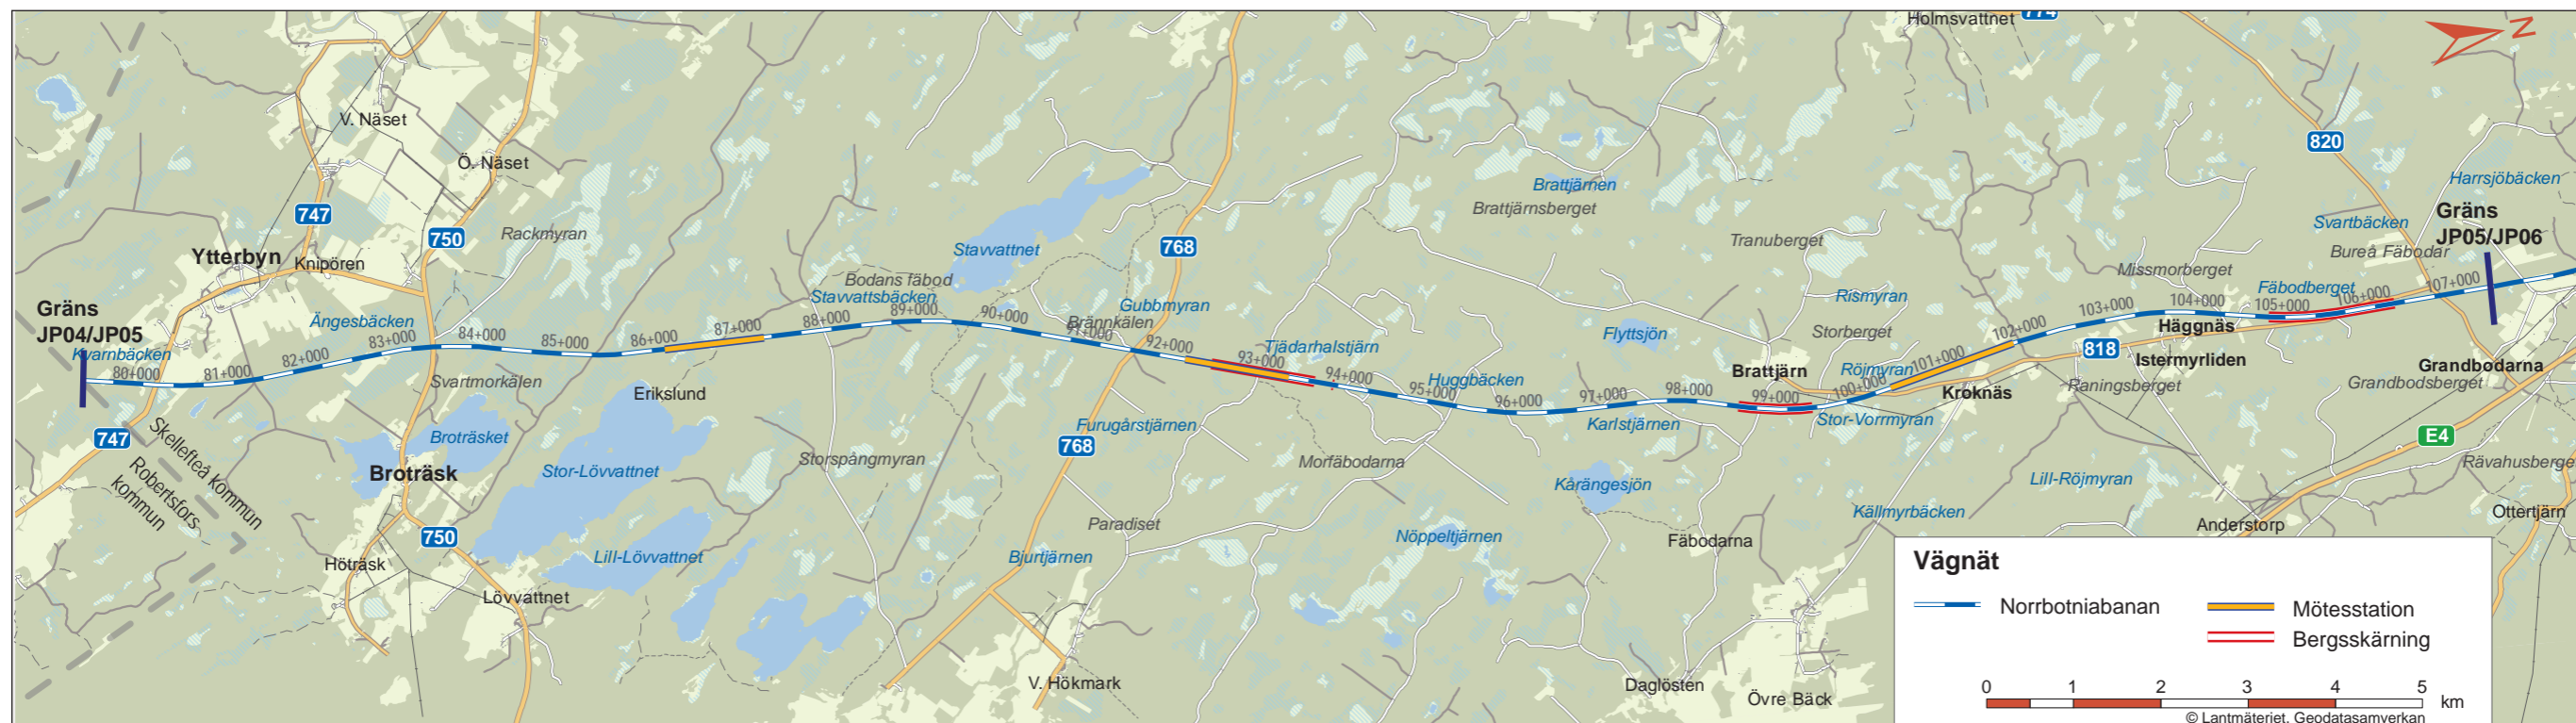 Holmsvattnet
774
N
V. Näset
Ö. Näset
820
Harrsjöbäcken
Brattjärnen
Brattjärnsberget
747
750
Rackmyran
Stavvattnet
768
Tranuberget
Svartbäcken
Gräns
JP05/JP06
Bureå Fäbodar
Ytterbyn
Knipören
Bodans fäbod
Stavvattsbäcken
Gubbmyran
Missmorberget
Fäbodberget
Rismyran
Gräns
JP04/JP05
Kvarnbäcken
Ängesbäcken
Brännkälen
Tjädarhalstjärn
Flyttsjön
Storberget
Häggnäs
818
Istermyrliden
80+000
81+000
82+000
83+000
84+000
85+000
86+000
87+000
88+000
89+000
90+000
91+000
92+000
93+000
94+000
95+000
96+000
97+000
98+000
99+000
100+000
101+000
102+000
103+000
104+000
105+000
106+000
107+000
Svartmorkälen
Erikslund
Huggbäcken
Brattjärn
Röjmyran
Kroknäs
Raningsberget
Grandbodarna
Grandbodsberget
747
Skellefteå kommun
Robertsfors
kommun
Broträsket
Broträsk
Stor-Lövvattnet
Storspångmyran
Furugårstjärnen
768
Morfäbodarna
Karlstjärnen
Stor-Vorrmyran
E4
Rävahusberget
Kårängesjön
Lill-Röjmyran
Källmyrbäcken
Ottertjärn
Anderstorp
750
Höträsk
Lill-Lövvattnet
Lövvattnet
Paradiset
Bjurtjärnen
Nöppeltjärnen
Fäbodarna
V. Hökmark
Daglösten
Övre Bäck
Vägnät
Norrbotniabanan
Mötesstation
Bergsskärning
0 1 2 3 4 5
km
© Lantmäteriet, Geodatasamverkan